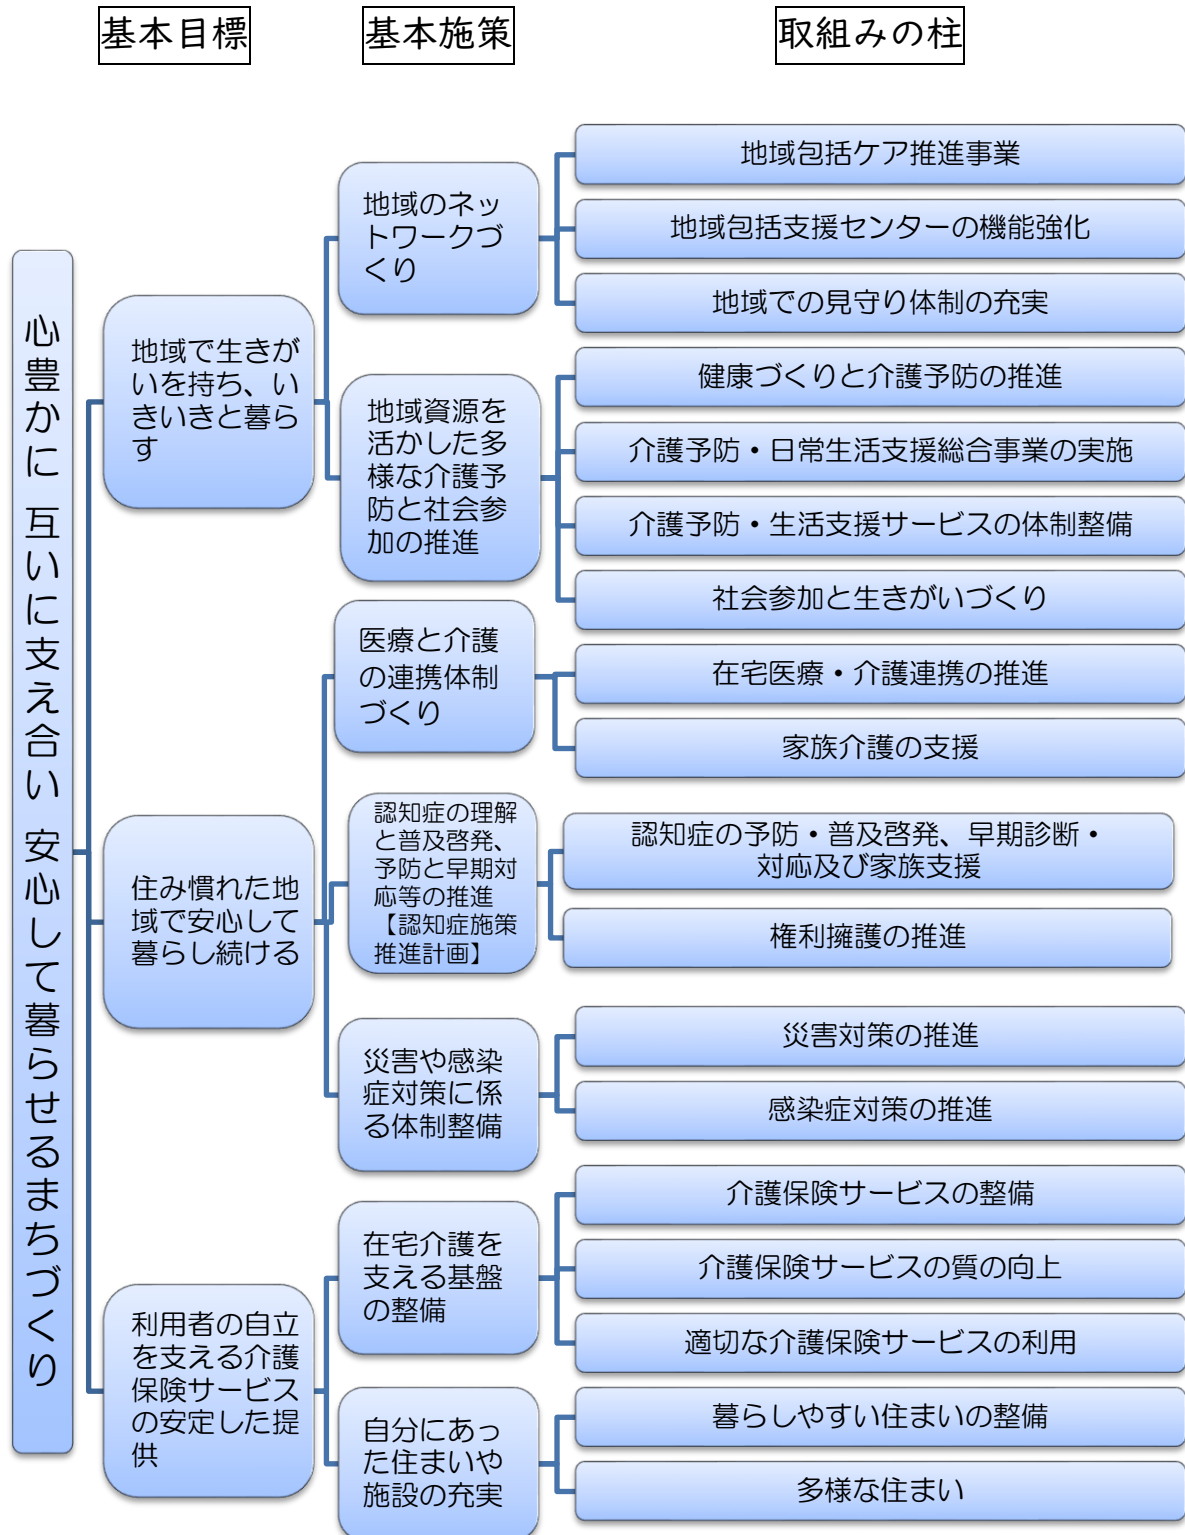 基本目標
基本施策
取組みの柱
心豊かに 互いに支え合い 安心して暮らせるまちづくり
地域で生きが
いを持ち、い
きいきと暮ら
す
地域のネッ
トワークづ
くり
地域包括ケア推進事業
地域包括支援センターの機能強化
地域での見守り体制の充実
地域資源を
活かした多
様な介護予
防と社会参
加の推進
健康づくりと介護予防の推進
介護予防・日常生活支援総合事業の実施
介護予防・生活支援サービスの体制整備
社会参加と生きがいづくり
住み慣れた地
域で安心して
暮らし続ける
医療と介護
の連携体制
づくり
在宅医療・介護連携の推進
家族介護の支援
認知症の理解
と普及啓発、
予防と早期対
応等の推進
【認知症施策
推進計画】
認知症の予防・普及啓発、早期診断・
対応及び家族支援
権利擁護の推進
災害や感染
症対策に係
る体制整備
災害対策の推進
感染症対策の推進
利用者の自立
を支える介護
保険サービス
の安定した提
供
在宅介護を
支える基盤
の整備
介護保険サービスの整備
介護保険サービスの質の向上
適切な介護保険サービスの利用
自分にあっ
た住まいや
施設の充実
暮らしやすい住まいの整備
多様な住まい